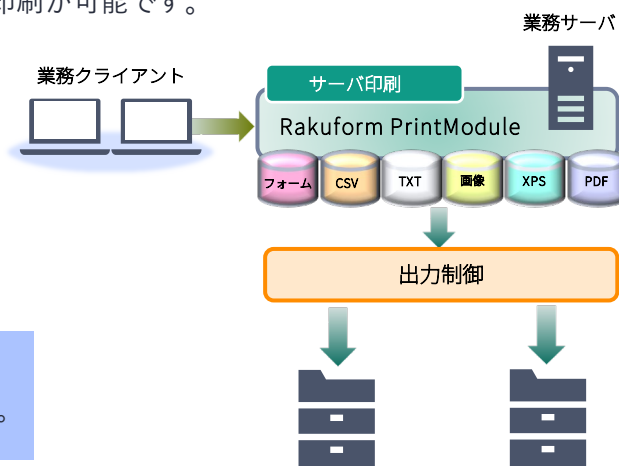 印刷が可能です。
業務サーバ
業務クライアント
サーバ印刷
Rakuform PrintModule
フォーム CSV TXT 画像 XPS PDF
出力制御
。